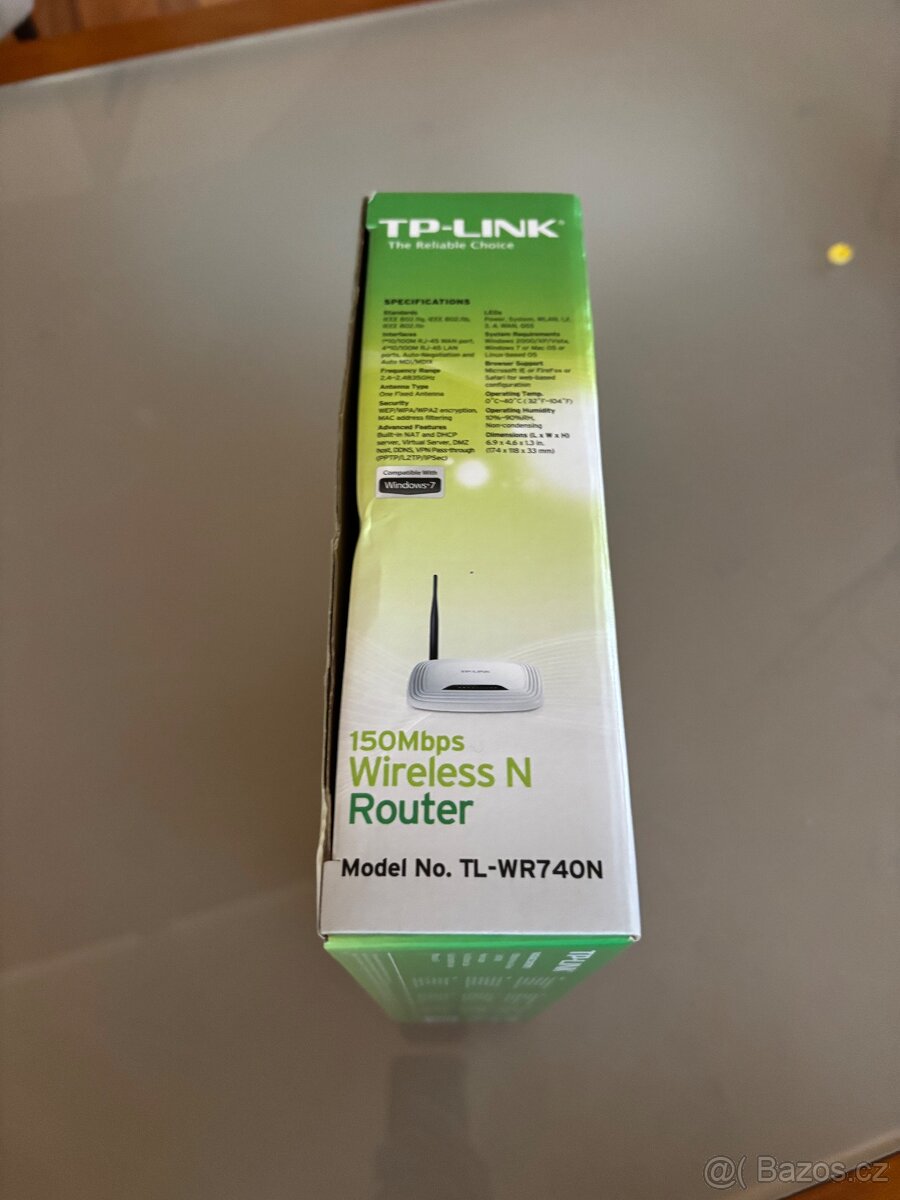 TP-LINK®
The Reliable Choice
SPECIFICATIONS
Standards
IEEE 802.11g, IEEE 802.11b,
IEEE 802.11n
Interfaces
1*10/100M RJ-45 WAN port,
4*10/100M RJ-45 LAN
ports, Auto-Negotiation and
Auto MDI/MDIX
Frequency Range
2.4-2.4835GHz
Antenna Type
One Fixed Antenna
Security
WEP/WPA/WPA2 encryption,
MAC address filtering
Advanced Features
Built-in NAT and DHCP
server, Virtual Server, DMZ
host, DDNS, VPN Pass-through
(PPTP/L2TP/IPSec)
LEDs
Power, System, WLAN, 1,2,
3, 4, WAN, QSS
System Requirements
Windows 2000/XP/Vista,
Windows 7 or Mac OS or
Linux-based OS
Browser Support
Microsoft IE or FireFox or
Safari for web-based
configuration
Operating Temp.
0°C~40°C (32°F~104°F)
Operating Humidity
10%~90%RH,
Non-condensing
Dimensions (L x W x H)
6.9 x 4.6 x 1.3 in.
(174 x 118 x 33 mm)
Compatible With
Windows®7
TP-LINK
150Mbps
Wireless N
Router
Model No. TL-WR740N
TP-LINK
@( Bazos.cz